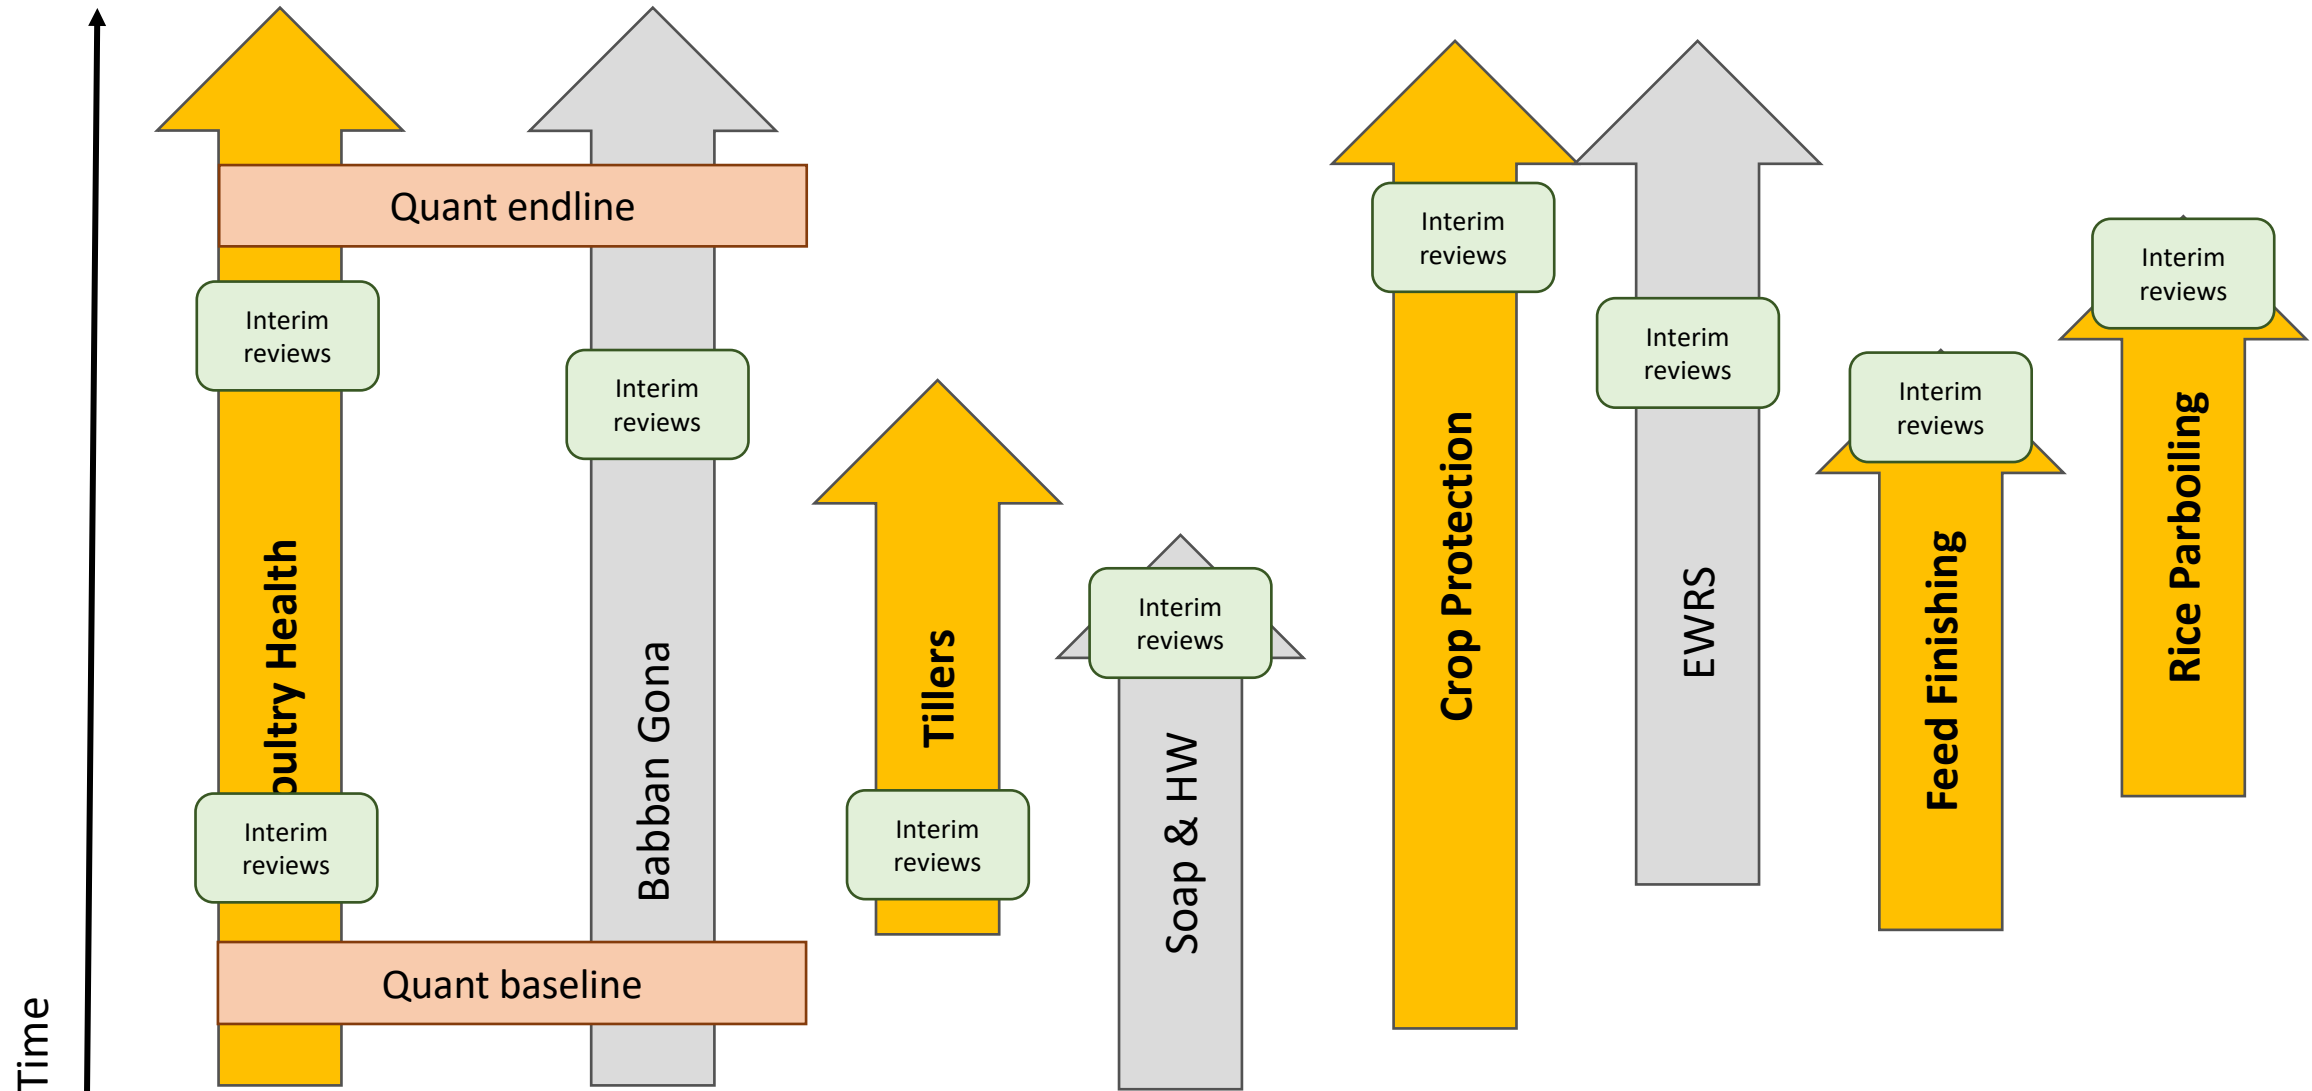 Quant endline
Interim
reviews
Interim
reviews
Interim
reviews
Interim
reviews
Interim
reviews
Interim
reviews
Interim
reviews
Interim
reviews
Interim
reviews
oultry Health
Babban Gona
Tillers
Soap & HW
Crop Protection
EWRS
Feed Finishing
Rice Parboiling
Quant baseline
Time